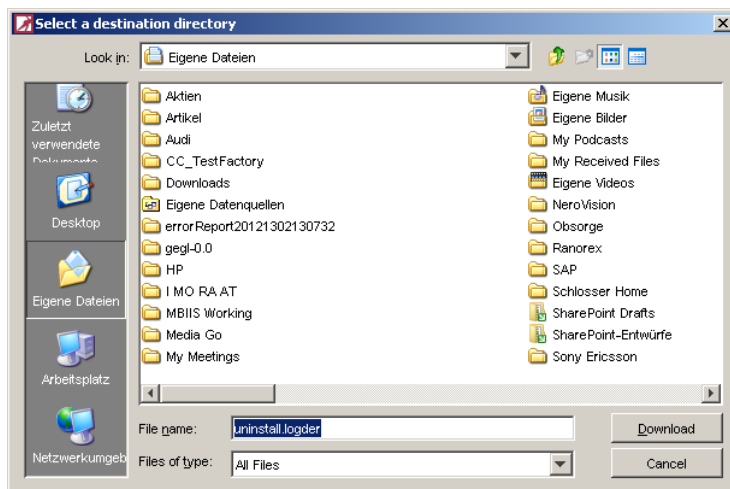 Select a destination directory
Look in:
Eigene Dateien
Zuletzt
verwendete
Dokumente
Desktop
Eigene Dateien
Arbeitsplatz
Netzwerkumgeb
Aktien
Artikel
Audi
CC_TestFactory
Downloads
Eigene Datenquellen
errorReport20121302130732
gegl-0.0
HP
I MO RA AT
MBIIS Working
Media Go
My Meetings
Eigene Musik
Eigene Bilder
My Podcasts
My Received Files
Eigene Videos
NeroVision
Obsorge
Ranorex
SAP
Schlosser Home
SharePoint Drafts
SharePoint-Entwürfe
Sony Ericsson
File name:
uninstall.logder
Download
Files of type:
All Files
Cancel